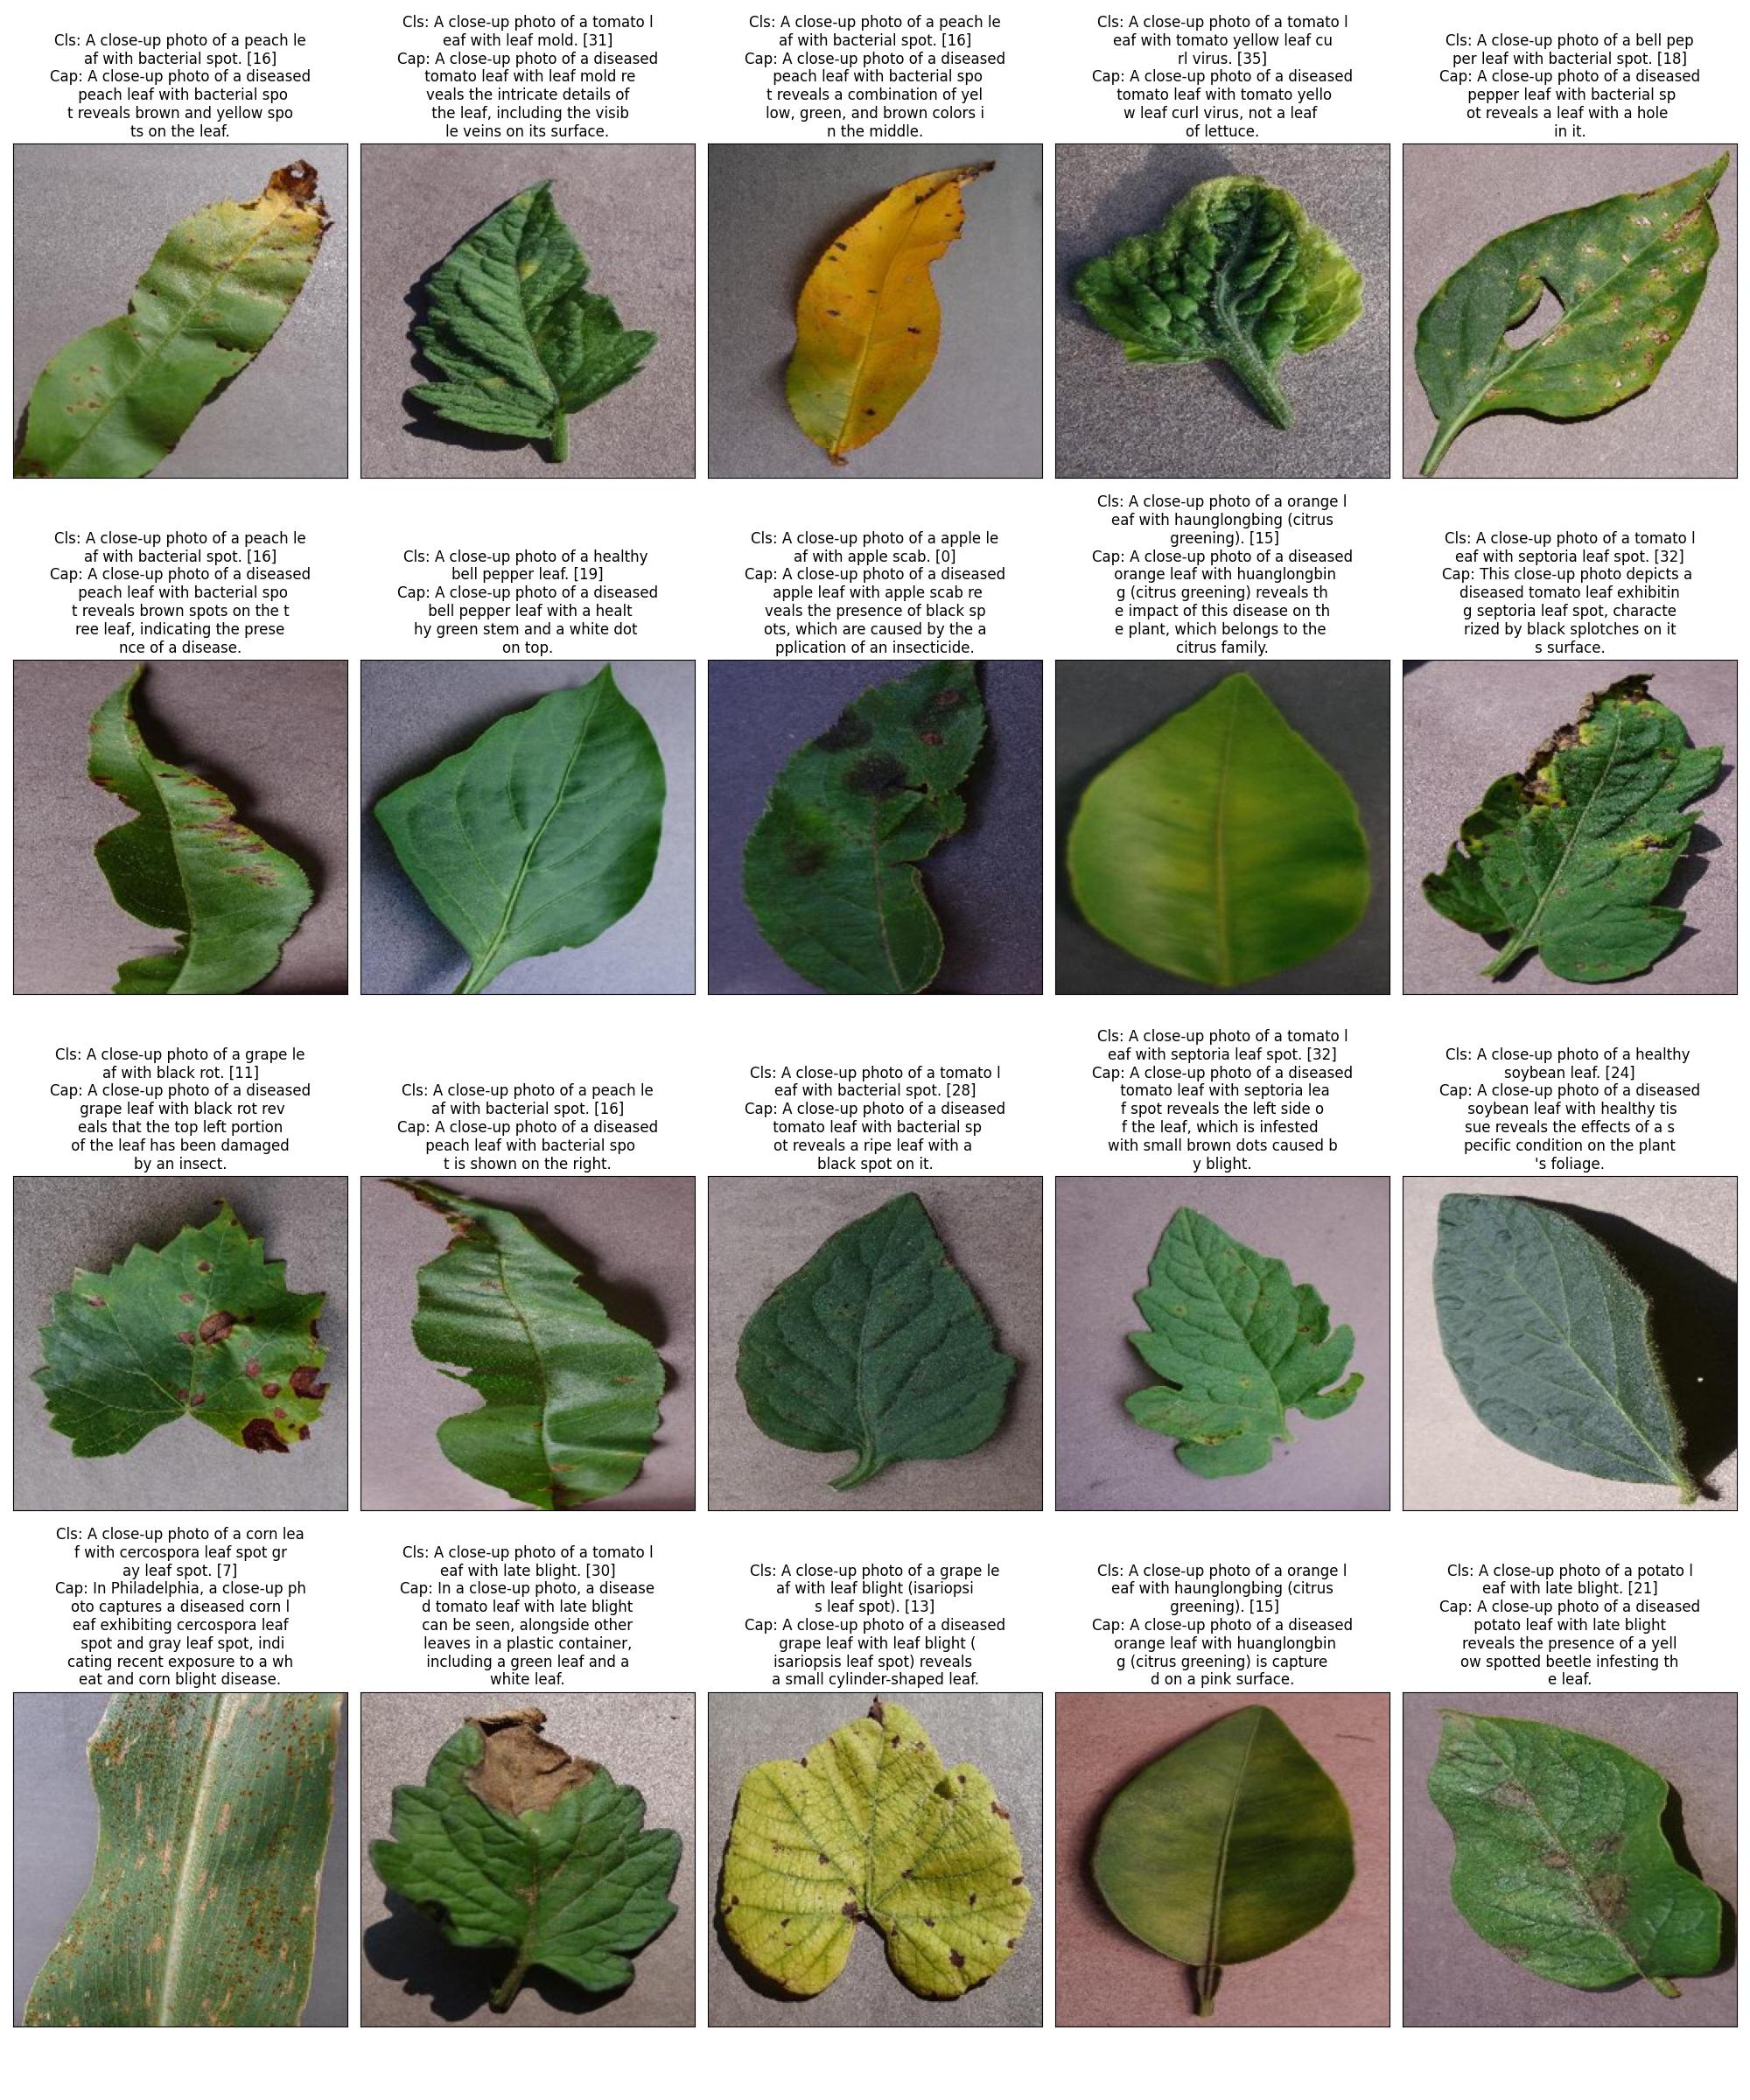 Cls: A close-up photo of a peach le
af with bacterial spot. [16]
Cap: A close-up photo of a diseased
peach leaf with bacterial spo
t reveals brown and yellow spo
ts on the leaf.
Cls: A close-up photo of a tomato l
eaf with leaf mold. [31]
Cap: A close-up photo of a diseased
tomato leaf with leaf mold re
veals the intricate details of
the leaf, including the visib
le veins on its surface.
Cls: A close-up photo of a peach le
af with bacterial spot. [16]
Cap: A close-up photo of a diseased
peach leaf with bacterial spo
t reveals a combination of yel
low, green, and brown colors i
n the middle.
Cls: A close-up photo of a tomato l
eaf with tomato yellow leaf cu
rl virus. [35]
Cap: A close-up photo of a diseased
tomato leaf with tomato yello
w leaf curl virus, not a leaf
of lettuce.
Cls: A close-up photo of a bell pep
per leaf with bacterial spot. [18]
Cap: A close-up photo of a diseased
pepper leaf with bacterial sp
ot reveals a leaf with a hole
in it.
Cls: A close-up photo of a peach le
af with bacterial spot. [16]
Cap: A close-up photo of a diseased
peach leaf with bacterial spo
t reveals brown spots on the t
ree leaf, indicating the prese
nce of a disease.
Cls: A close-up photo of a healthy
bell pepper leaf. [19]
Cap: A close-up photo of a diseased
bell pepper leaf with a healt
hy green stem and a white dot
on top.
Cls: A close-up photo of a apple le
af with apple scab. [0]
Cap: A close-up photo of a diseased
apple leaf with apple scab re
veals the presence of black sp
ots, which are caused by the a
pplication of an insecticide.
Cls: A close-up photo of a orange l
eaf with haunglongbing (citrus
greening). [15]
Cap: A close-up photo of a diseased
orange leaf with huanglongbin
g (citrus greening) reveals th
e impact of this disease on th
e plant, which belongs to the
citrus family.
Cls: A close-up photo of a tomato l
eaf with septoria leaf spot. [32]
Cap: This close-up photo depicts a
diseased tomato leaf exhibitin
g septoria leaf spot, characte
rized by black splotches on it
s surface.
Cls: A close-up photo of a grape le
af with black rot. [11]
Cap: A close-up photo of a diseased
grape leaf with black rot rev
eals that the top left portion
of the leaf has been damaged
by an insect.
Cls: A close-up photo of a peach le
af with bacterial spot. [16]
Cap: A close-up photo of a diseased
peach leaf with bacterial spo
t is shown on the right.
Cls: A close-up photo of a tomato l
eaf with bacterial spot. [28]
Cap: A close-up photo of a diseased
tomato leaf with bacterial sp
ot reveals a ripe leaf with a
black spot on it.
Cls: A close-up photo of a tomato l
eaf with septoria leaf spot. [32]
Cap: A close-up photo of a diseased
tomato leaf with septoria lea
f spot reveals the left side o
f the leaf, which is infested
with small brown dots caused b
y blight.
Cls: A close-up photo of a healthy
soybean leaf. [24]
Cap: A close-up photo of a diseased
soybean leaf with healthy tis
sue reveals the effects of a s
pecific condition on the plant
's foliage.
Cls: A close-up photo of a corn lea
f with cercospora leaf spot gr
ay leaf spot. [7]
Cap: In Philadelphia, a close-up ph
oto captures a diseased corn l
eaf exhibiting cercospora leaf
spot and gray leaf spot, indi
cating recent exposure to a wh
eat and corn blight disease.
Cls: A close-up photo of a tomato l
eaf with late blight. [30]
Cap: In a close-up photo, a disease
d tomato leaf with late blight
can be seen, alongside other
leaves in a plastic container,
including a green leaf and a
white leaf.
Cls: A close-up photo of a grape le
af with leaf blight (isariopsi
s leaf spot). [13]
Cap: A close-up photo of a diseased
grape leaf with leaf blight (
isariopsis leaf spot) reveals
a small cylinder-shaped leaf.
Cls: A close-up photo of a orange l
eaf with haunglongbing (citrus
greening). [15]
Cap: A close-up photo of a diseased
orange leaf with huanglongbin
g (citrus greening) is capture
d on a pink surface.
Cls: A close-up photo of a potato l
eaf with late blight. [21]
Cap: A close-up photo of a diseased
potato leaf with late blight
reveals the presence of a yell
ow spotted beetle infesting th
e leaf.